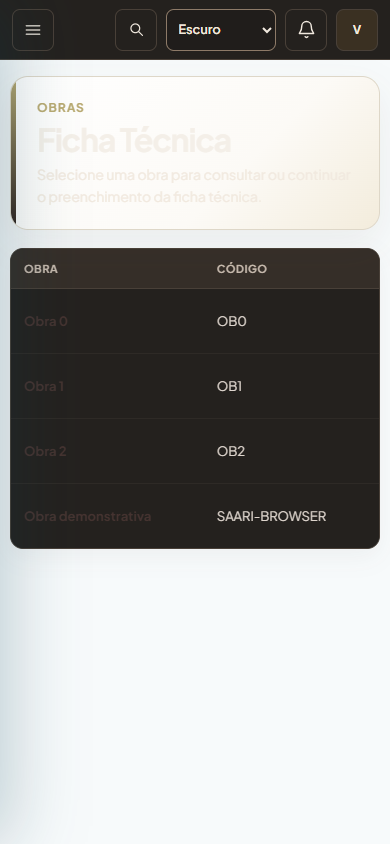 Escuro
V
OBRAS
Ficha Técnica
Selecione uma obra para consultar ou continuar
o preenchimento da ficha técnica.
OBRA CÓDIGO
Obra 0 OB0
Obra 1 OB1
Obra 2 OB2
Obra demonstrativa SAARI-BROWSER